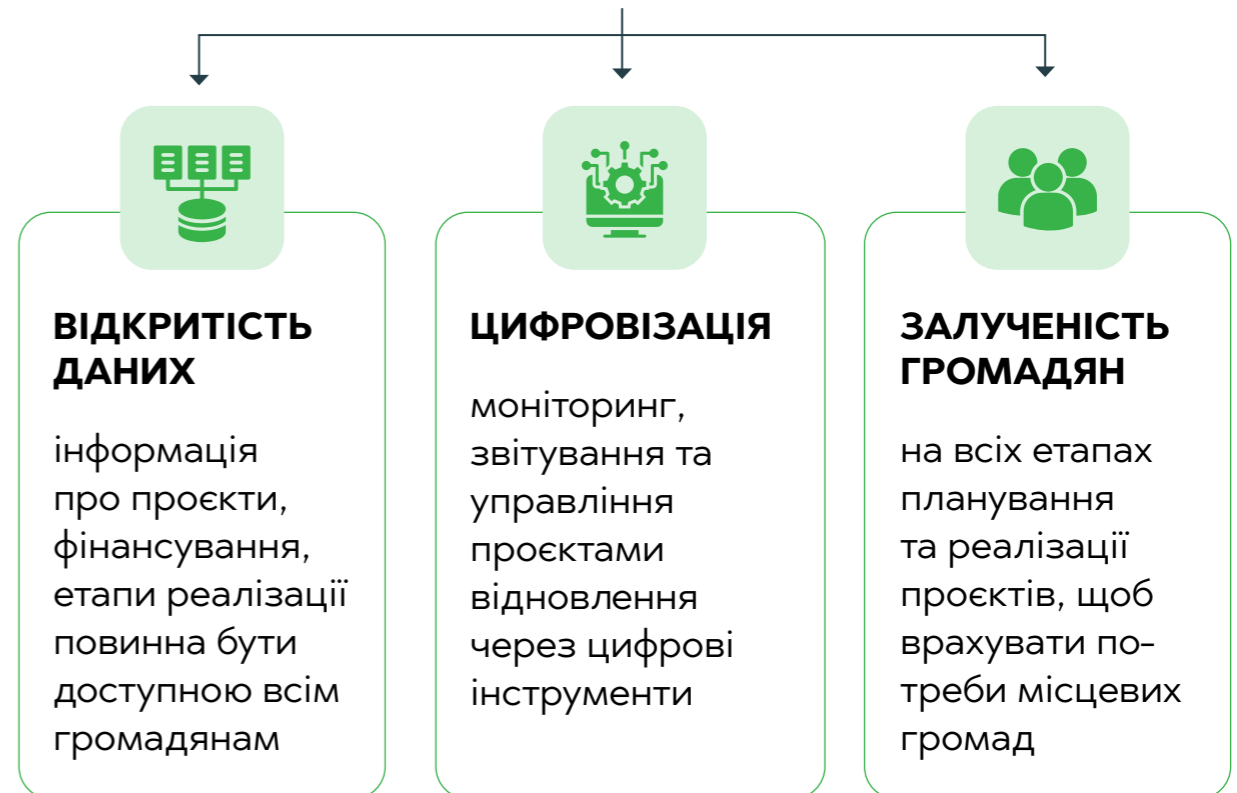 ВІДКРИТІСТЬ
ДАНИХ
інформація
про проєкти,
фінансування,
етапи реалізації
повинна бути
доступною всім
громадянам
ЦИФРОВІЗАЦІЯ
моніторинг,
звітування та
управління
проєктами
відновлення
через цифрові
інструменти
ЗАЛУЧЕНІСТЬ
ГРОМАДЯН
на всіх етапах
планування
та реалізації
проєктів, щоб
врахувати по-
треби місцевих
громад